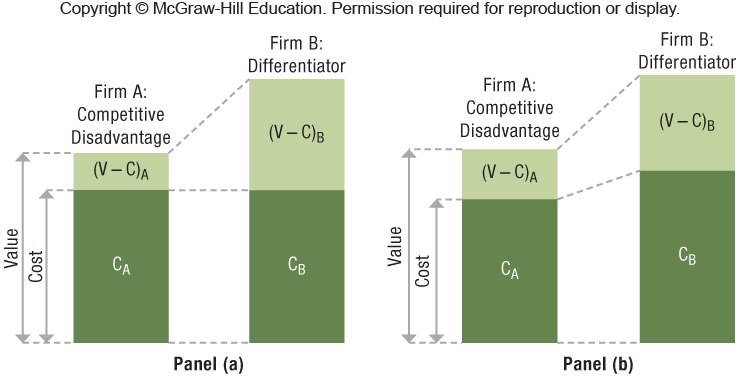 Copyright © McGraw-Hill Education. Permission required for reproduction or display.
Firm B:
Differentiator
Firm A:
Competitive
Disadvantage
(V – C)B
(V – C)A
Value
Cost
CA
CB
Panel (a)
Firm B:
Differentiator
Firm A:
Competitive
Disadvantage
(V – C)B
(V – C)A
Value
Cost
CA
CB
Panel (b)